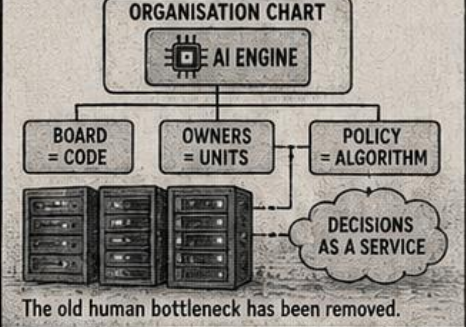 ORGANISATION CHART
AI ENGINE
BOARD
= CODE
OWNERS
= UNITS
POLICY
= ALGORITHM
DECISIONS
AS A SERVICE
The old human bottleneck has been removed.